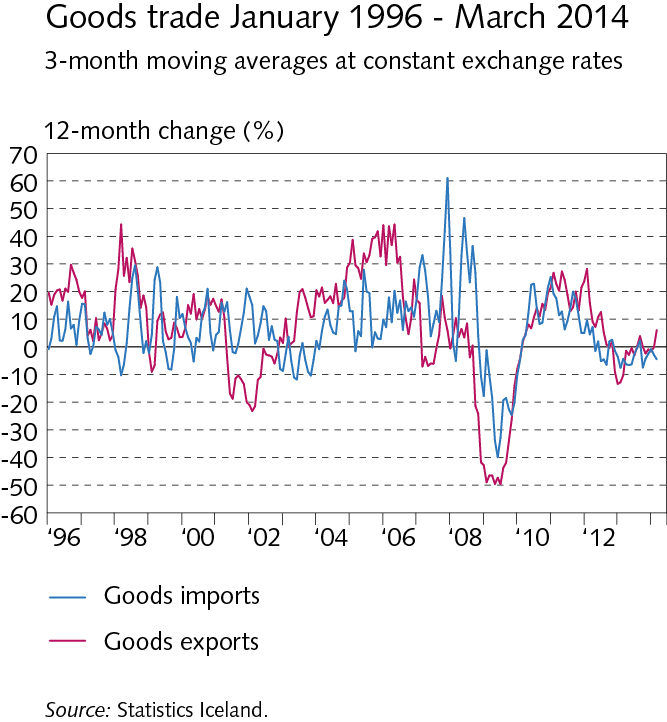 Goods trade January 1996 - March 2014
3-month moving averages at constant exchange rates
12-month change (%)
70
60
50
40
30
20
10
0
-10
-20
-30
-40
-50
-60
'96 '98 '00 '02 '04 '06 '08 '10 '12
Goods imports
Goods exports
Source: Statistics Iceland.